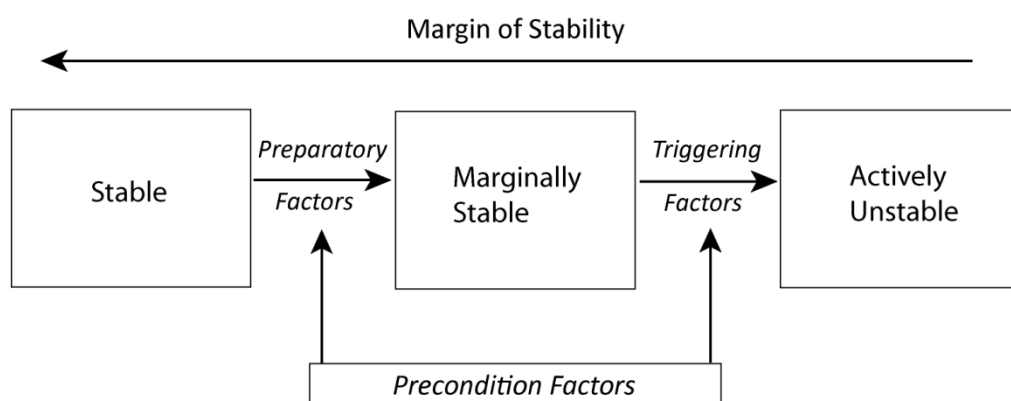 Margin of Stability
Stable
Preparatory
Factors
Marginally
Stable
Triggering
Factors
Actively
Unstable
Precondition Factors